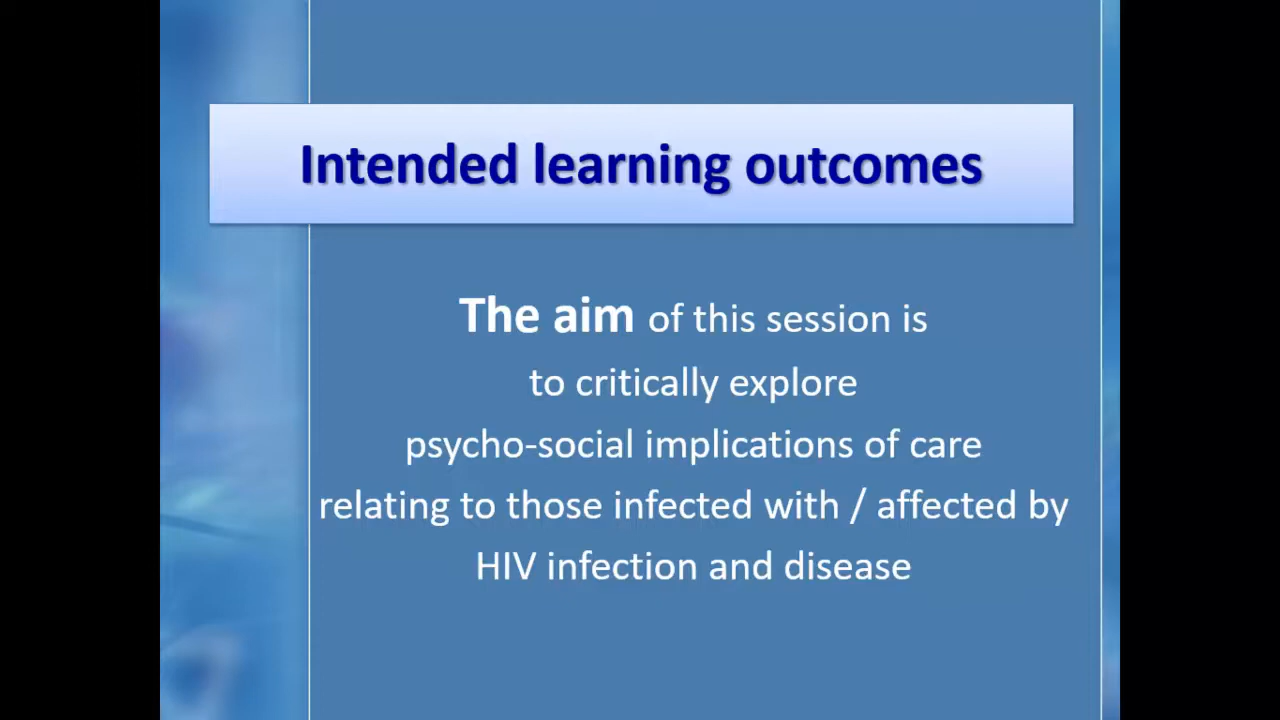 Intended learning outcomes
The aim of this session is
to critically explore
psycho-social implications of care
relating to those infected with / affected by
HIV infection and disease